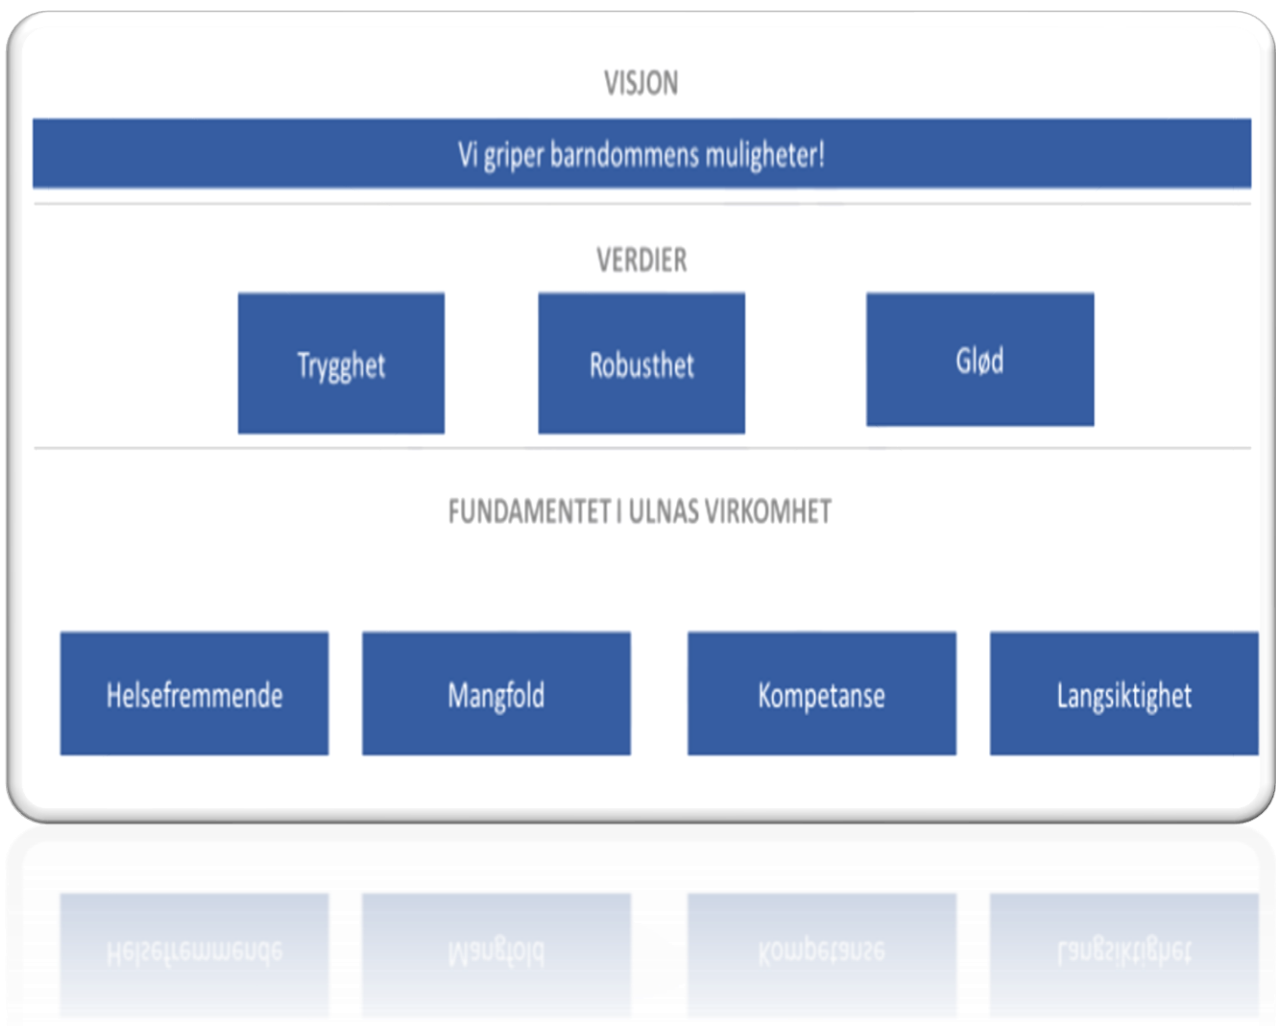 VISJON
Vi griper barndommens muligheter!
VERDIER
Trygghet
Robusthet
Glød
FUNDAMENTET I ULNAS VIRKOMHET
Helsefremmende
Mangfold
Kompetanse
Langsiktighet